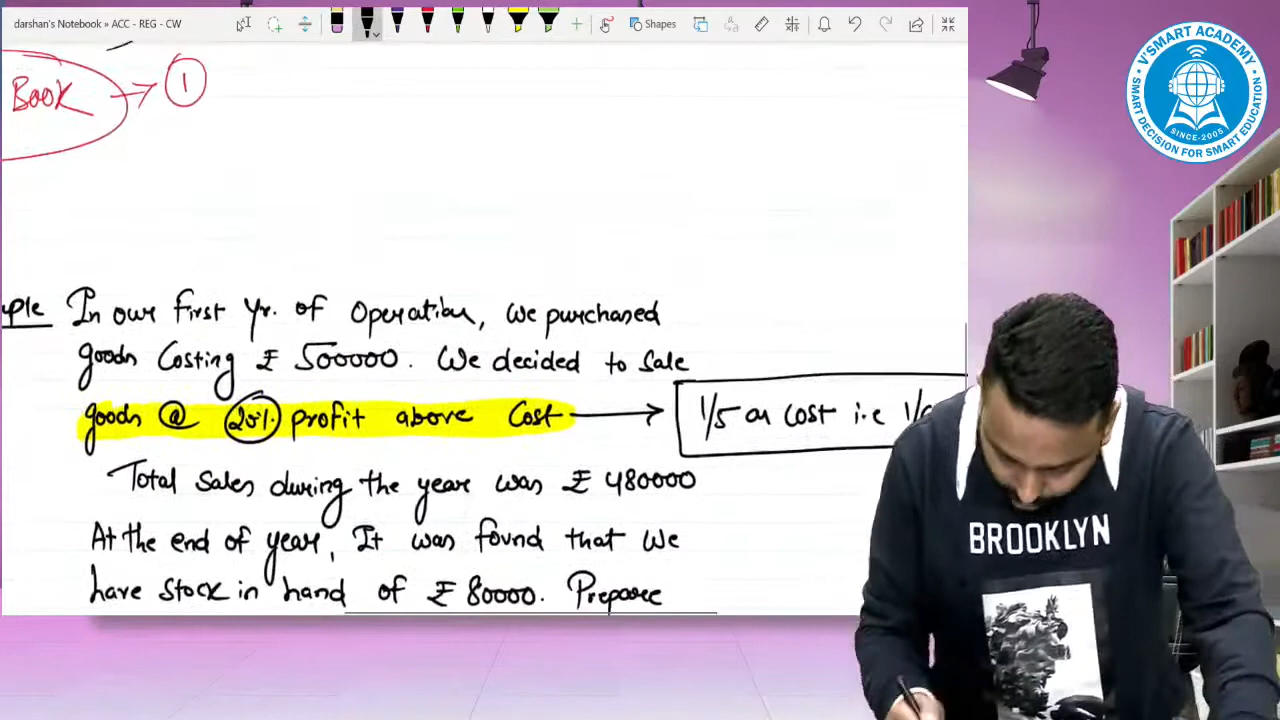 darshan's Notebook » ACC - REG - CW
Shapes
V'SMART ACADEMY
SINCE-2005
SMART DECISION FOR SMART EDUCATION
Book → 1
In our first Yr. of Operation, We purchased
goods Costing ₹ 500000. We decided to Sale
goods @ 20% profit above Cost → 1/5 on cost i.e
Total Sales during the year was ₹ 480000
At the end of year, It was found that We
have stock in hand of ₹ 80000. Prepare
BROOKLYN